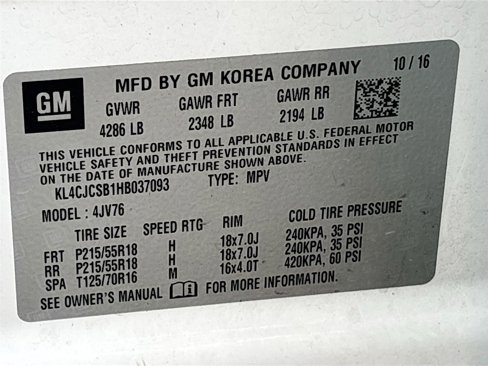 GM MFD BY GM KOREA COMPANY 10 / 16
GVWR GAWR FRT GAWR RR
4286 LB 2348 LB 2194 LB
THIS VEHICLE CONFORMS TO ALL APPLICABLE U.S. FEDERAL MOTOR
VEHICLE SAFETY AND THEFT PREVENTION STANDARDS IN EFFECT
ON THE DATE OF MANUFACTURE SHOWN ABOVE.
KL4CJCSB1HB037093 TYPE: MPV
MODEL : 4JV76
TIRE SIZE SPEED RTG RIM COLD TIRE PRESSURE
FRT P215/55R18 H 18x7.0J 240KPA, 35 PSI
RR P215/55R18 H 18x7.0J 240KPA, 35 PSI
SPA T125/70R16 M 16x4.0T 420KPA, 60 PSI
SEE OWNER'S MANUAL FOR MORE INFORMATION.